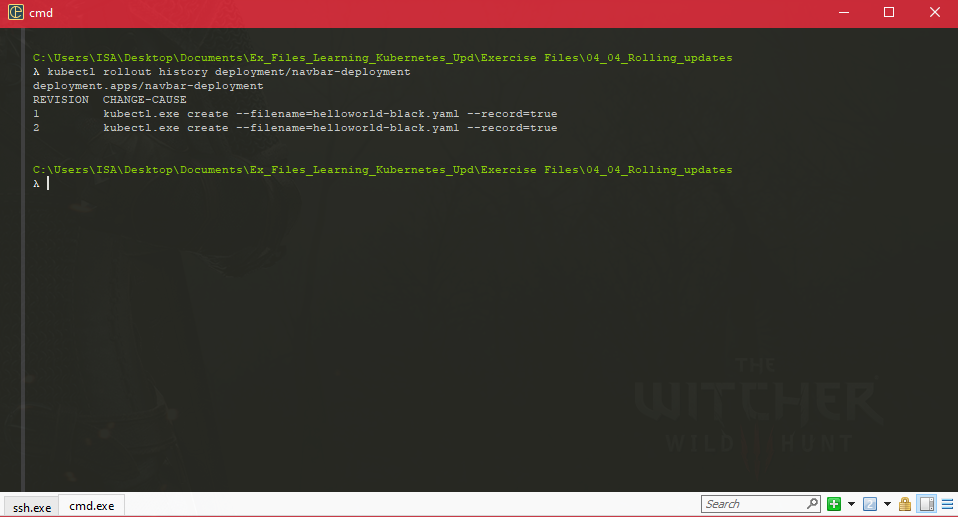 cmd
C:\Users\ISA\Desktop\Documents\Ex_Files_Learning_Kubernetes_Upd\Exercise Files\04_04_Rolling_updates
λ kubectl rollout history deployment/navbar-deployment
deployment.apps/navbar-deployment
REVISION  CHANGE-CAUSE
1         kubectl.exe create --filename=helloworld-black.yaml --record=true
2         kubectl.exe create --filename=helloworld-black.yaml --record=true
C:\Users\ISA\Desktop\Documents\Ex_Files_Learning_Kubernetes_Upd\Exercise Files\04_04_Rolling_updates
λ
THE
WITCHER
WILD HUNT
ssh.exe cmd.exe Search